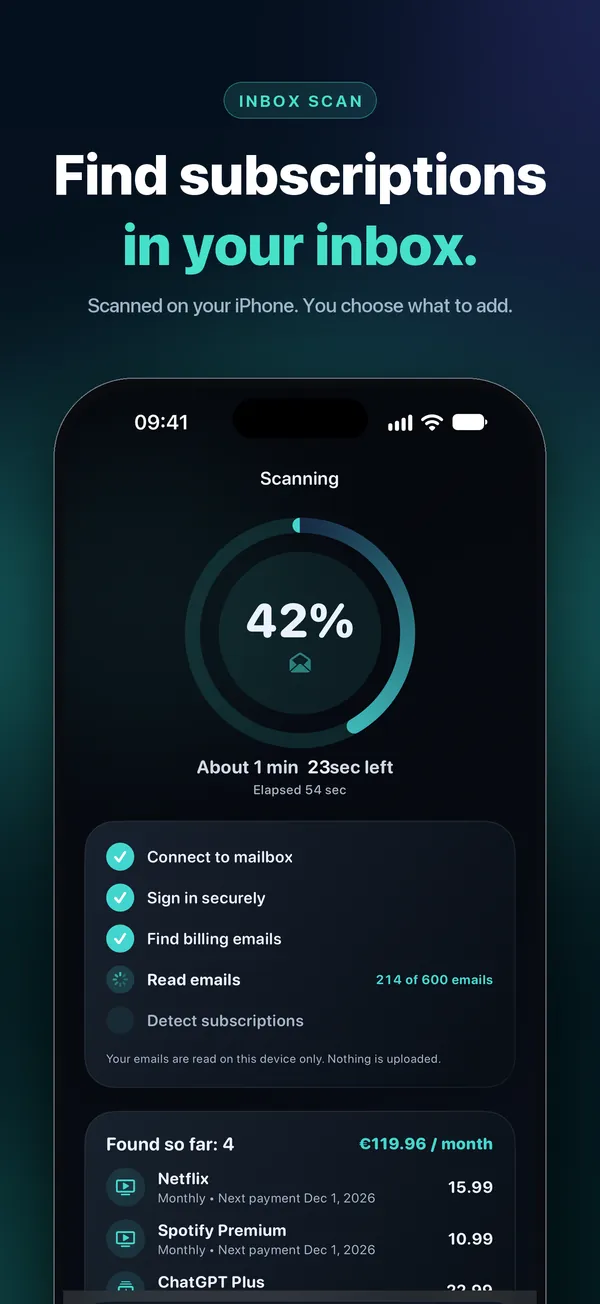 INBOX SCAN
Find subscriptions
in your inbox.
Scanned on your iPhone. You choose what to add.
09:41
Scanning
42%
About 1 min 23sec left
Elapsed 54 sec
Connect to mailbox
Sign in securely
Find billing emails
Read emails 214 of 600 emails
Detect subscriptions
Your emails are read on this device only. Nothing is uploaded.
Found so far: 4 €119.96 / month
Netflix
Monthly • Next payment Dec 1, 2026
15.99
Spotify Premium
Monthly • Next payment Dec 1, 2026
10.99
ChatGPT Plus
22.99